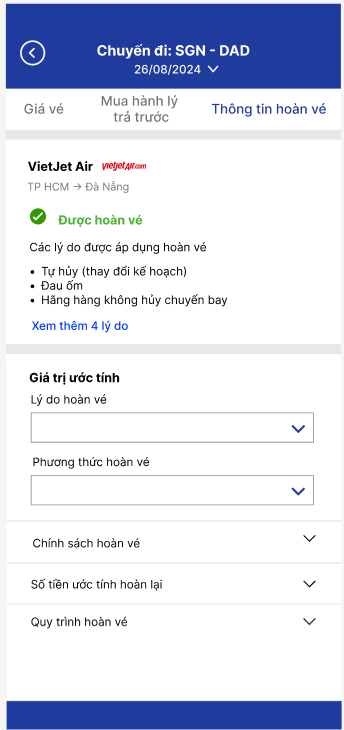 Chuyến đi: SGN - DAD
26/08/2024
Giá vé
Mua hành lý
trả trước
Thông tin hoàn vé
VietJet Air vietjetAir.com
TP HCM → Đà Nẵng
Được hoàn vé
Các lý do được áp dụng hoàn vé
• Tự hủy (thay đổi kế hoạch)
• Đau ốm
• Hãng hàng không hủy chuyến bay
Xem thêm 4 lý do
Giá trị ước tính
Lý do hoàn vé
Phương thức hoàn vé
Chính sách hoàn vé
Số tiền ước tính hoàn lại
Quy trình hoàn vé